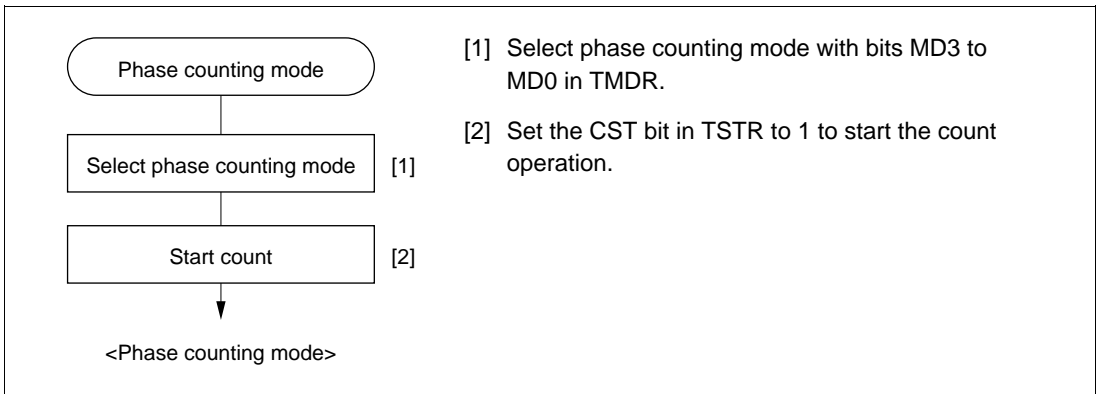 Phase counting mode
Select phase counting mode [1]
Start count [2]
<Phase counting mode>
[1] Select phase counting mode with bits MD3 to
MD0 in TMDR.
[2] Set the CST bit in TSTR to 1 to start the count
operation.